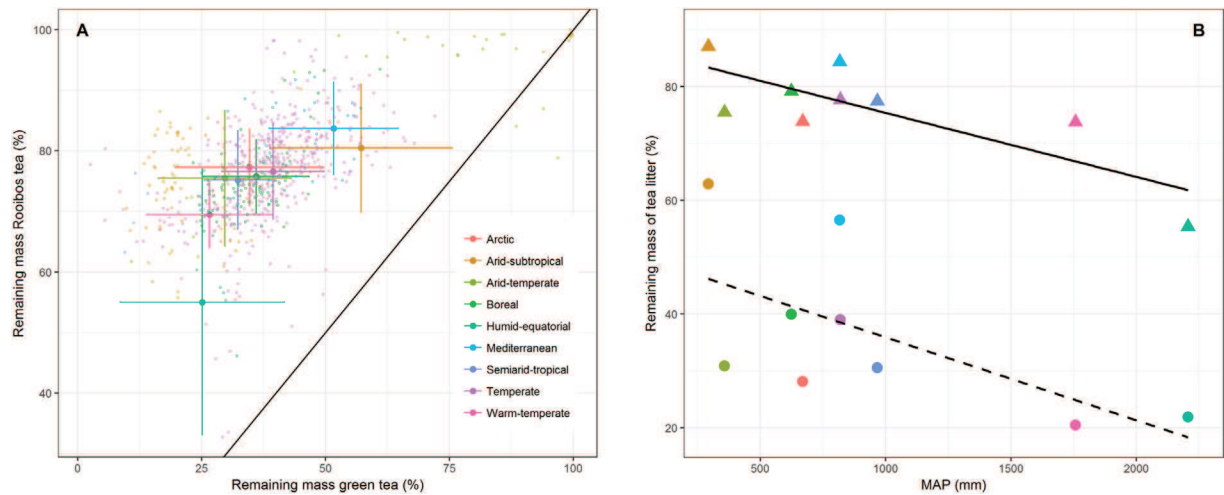 A
100
80
60
40
Remaining mass Rooibos tea (%)
0
25
50
75
100
Remaining mass green tea (%)
Arctic
Arid-subtropical
Arid-temperate
Boreal
Humid-equatorial
Mediterranean
Semiarid-tropical
Temperate
Warm-temperate
B
80
60
40
20
Remaining mass of tea litter (%)
500
1000
1500
2000
MAP (mm)